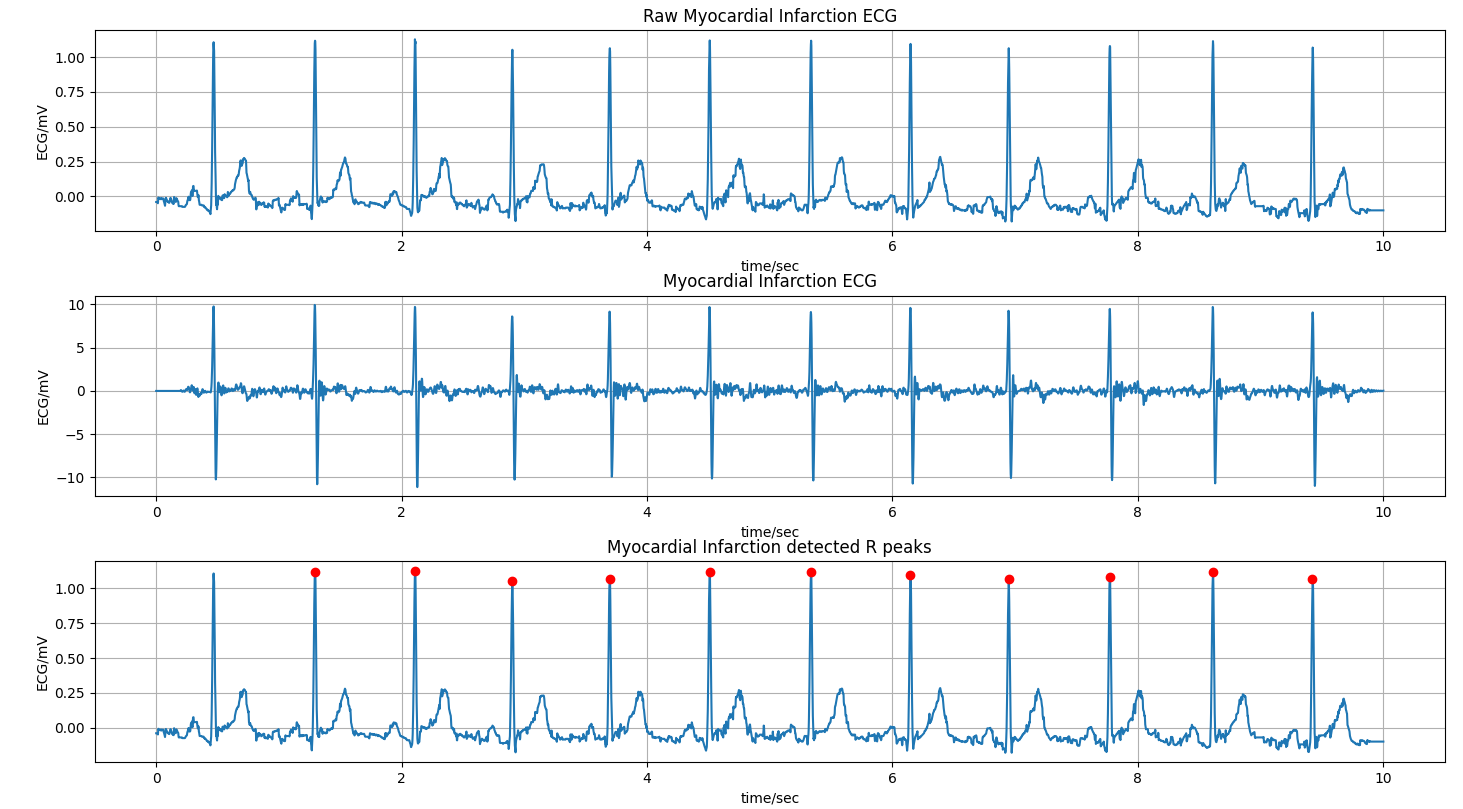 Raw Myocardial Infarction ECG
1.00
0.75
0.50
0.25
0.00
ECG/mV
0 2 4 6 8 10
time/sec
Myocardial Infarction ECG
10
5
0
−5
−10
ECG/mV
0 2 4 6 8 10
time/sec
Myocardial Infarction detected R peaks
1.00
0.75
0.50
0.25
0.00
ECG/mV
0 2 4 6 8 10
time/sec